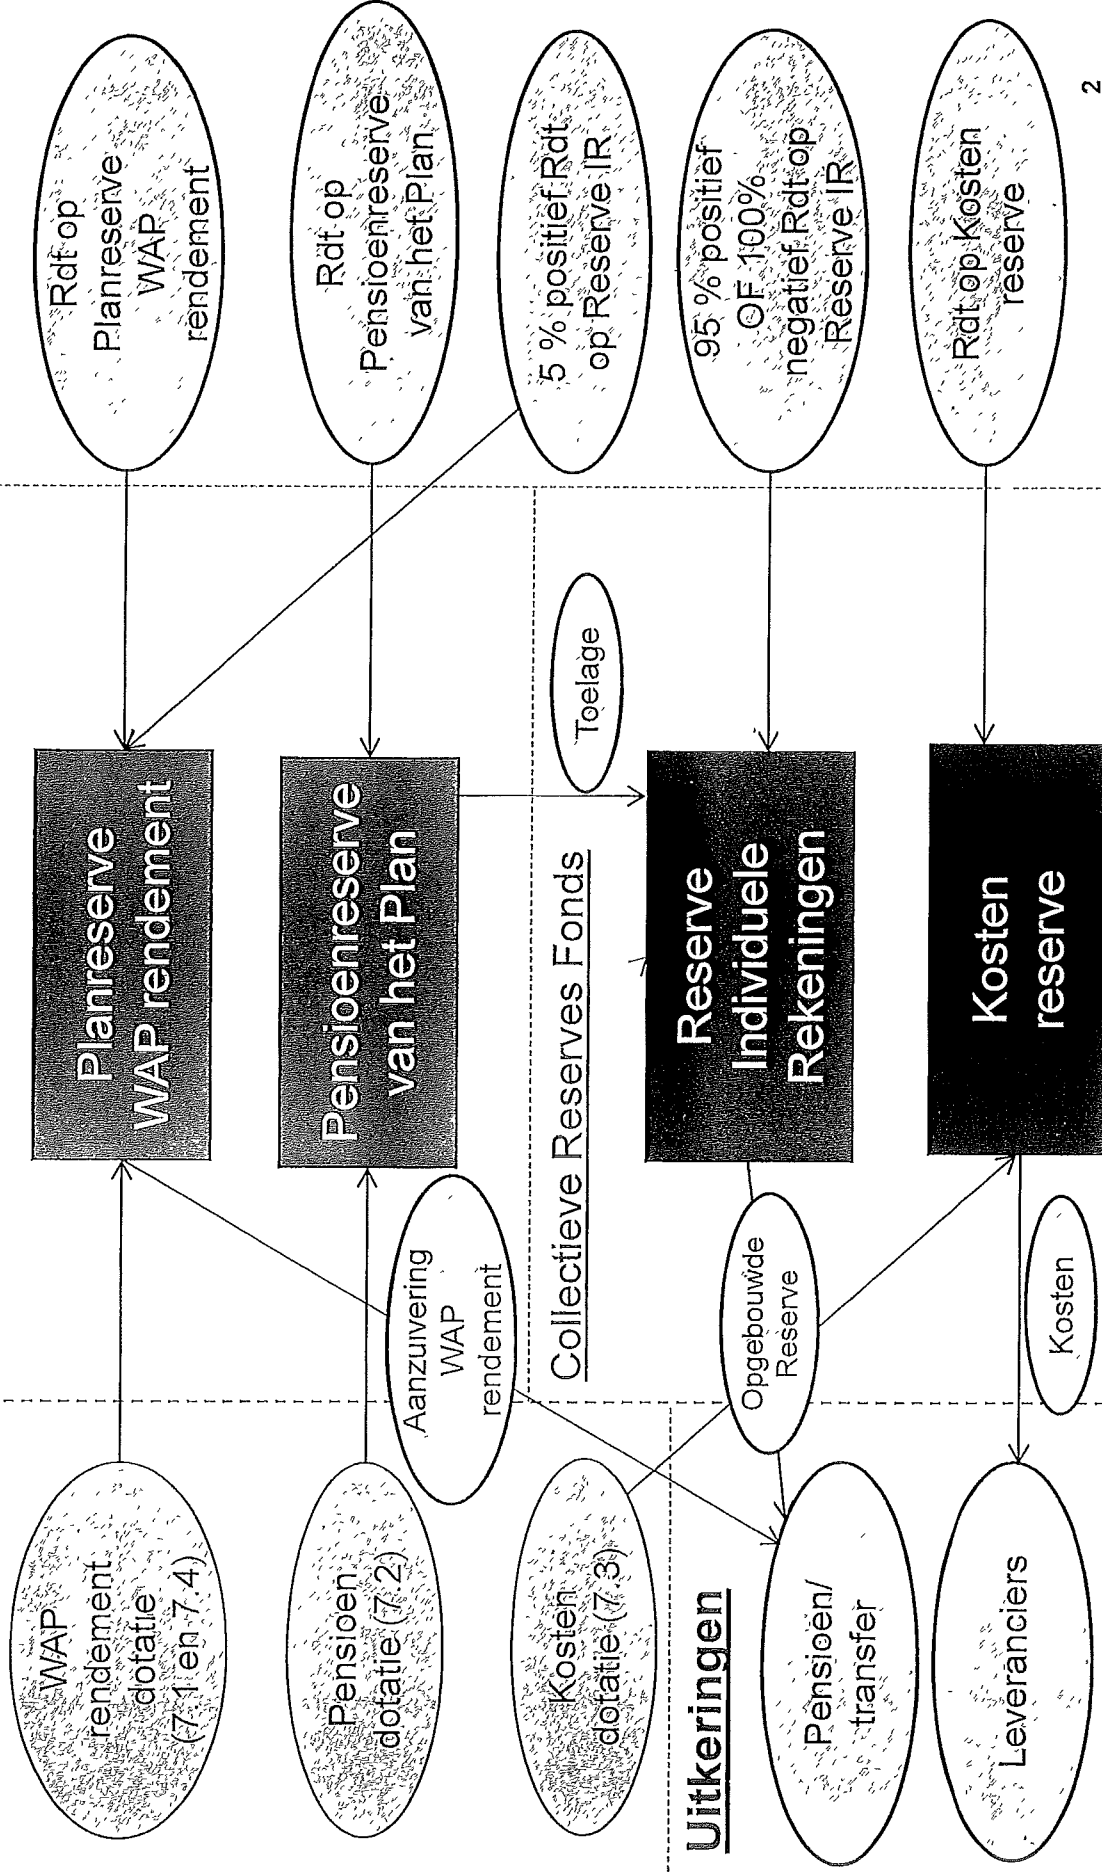 WAP
rendement
dotatie
(7.1 en 7.4)
Planreserve
WAP rendement
Rdt op
Planreserve
WAP
rendement
Pensioen
dotatie (7.2)
Pensioenreserve
van het Plan
Rdt op
Pensioenreserve
van het Plan
Aanzuivering
WAP
rendement
Kosten
dotatie (7.3)
Collectieve Reserves Fonds
Toelage
5 % positief Rdt
op Reserve IR
Uitkeringen
Pensioen/
transfer
Opgebouwde
Reserve
Reserve
Individuele
Rekeningen
95 % positief
OF 100%
negatief Rdt op
Reserve IR
Leveranciers
Kosten
Kosten
reserve
Rdt op Kosten
reserve
2